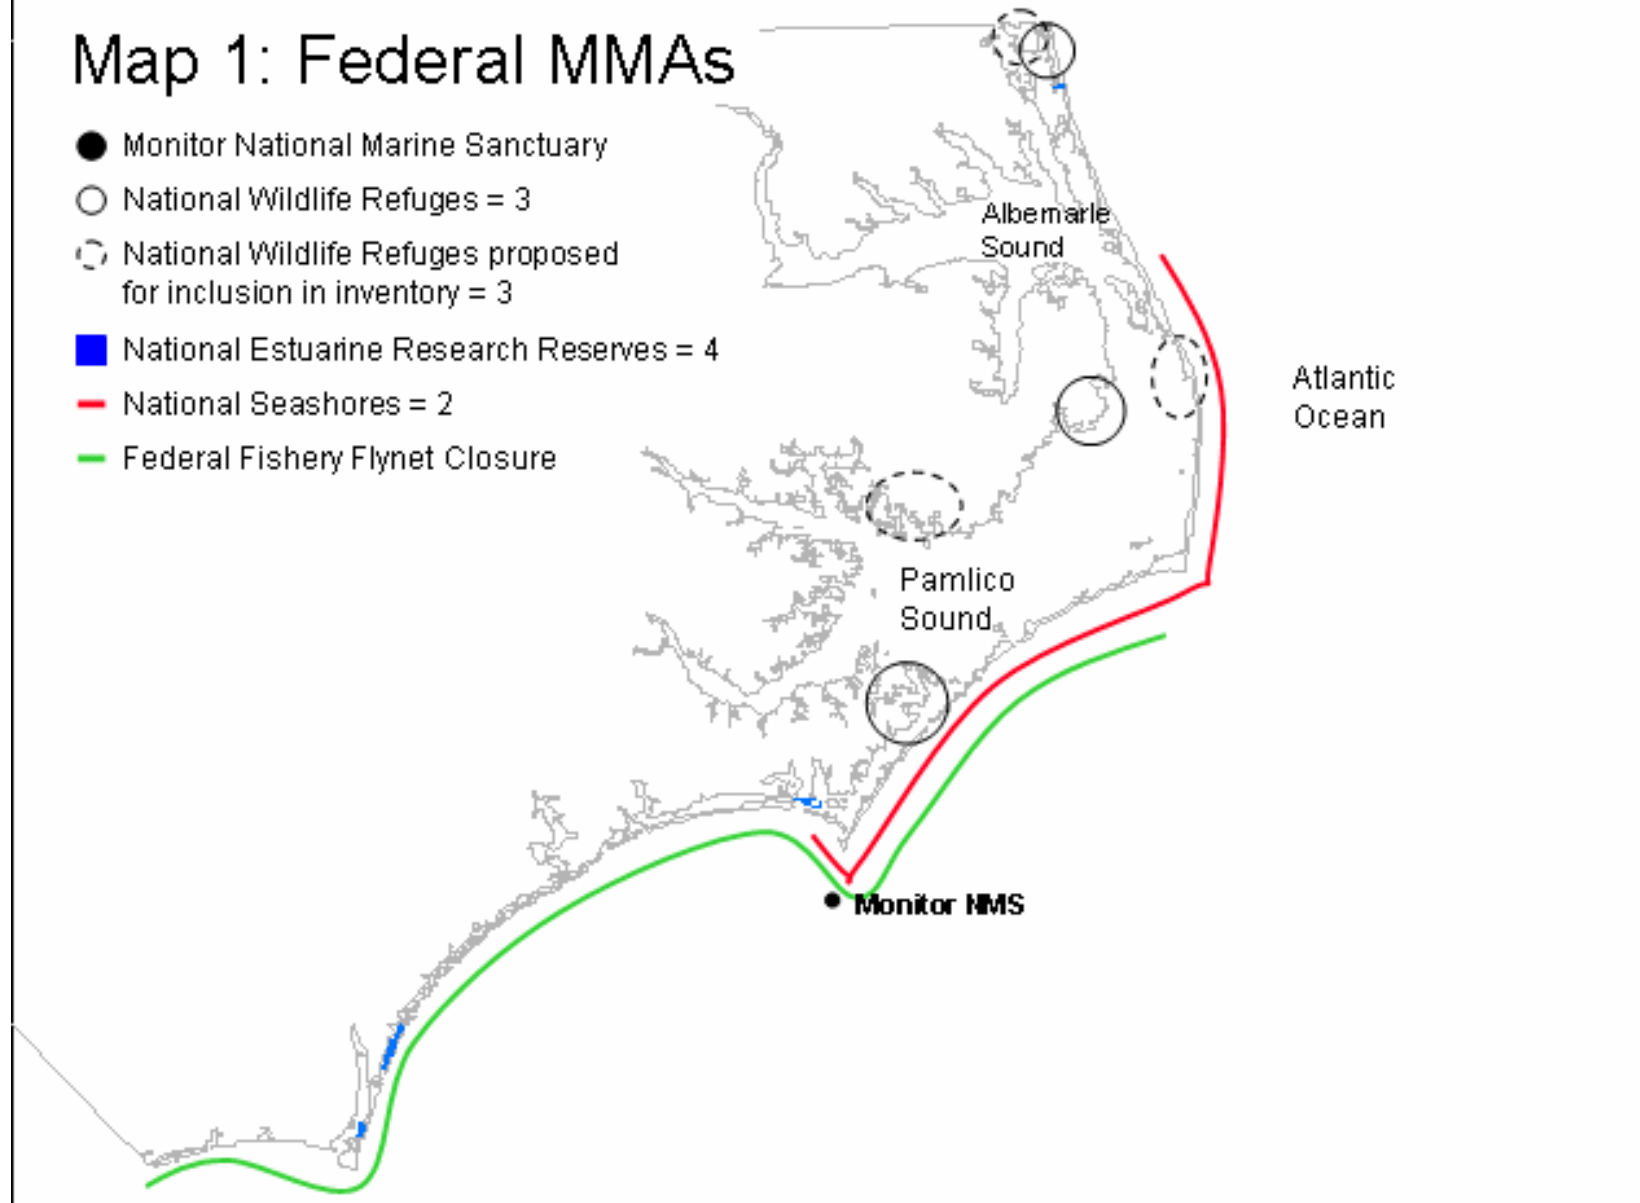 Map 1: Federal MMAs
Monitor National Marine Sanctuary
National Wildlife Refuges = 3
National Wildlife Refuges proposed
for inclusion in inventory = 3
National Estuarine Research Reserves = 4
National Seashores = 2
Federal Fishery Flynet Closure
Albemarle
Sound
Atlantic
Ocean
Pamlico
Sound
Monitor NMS